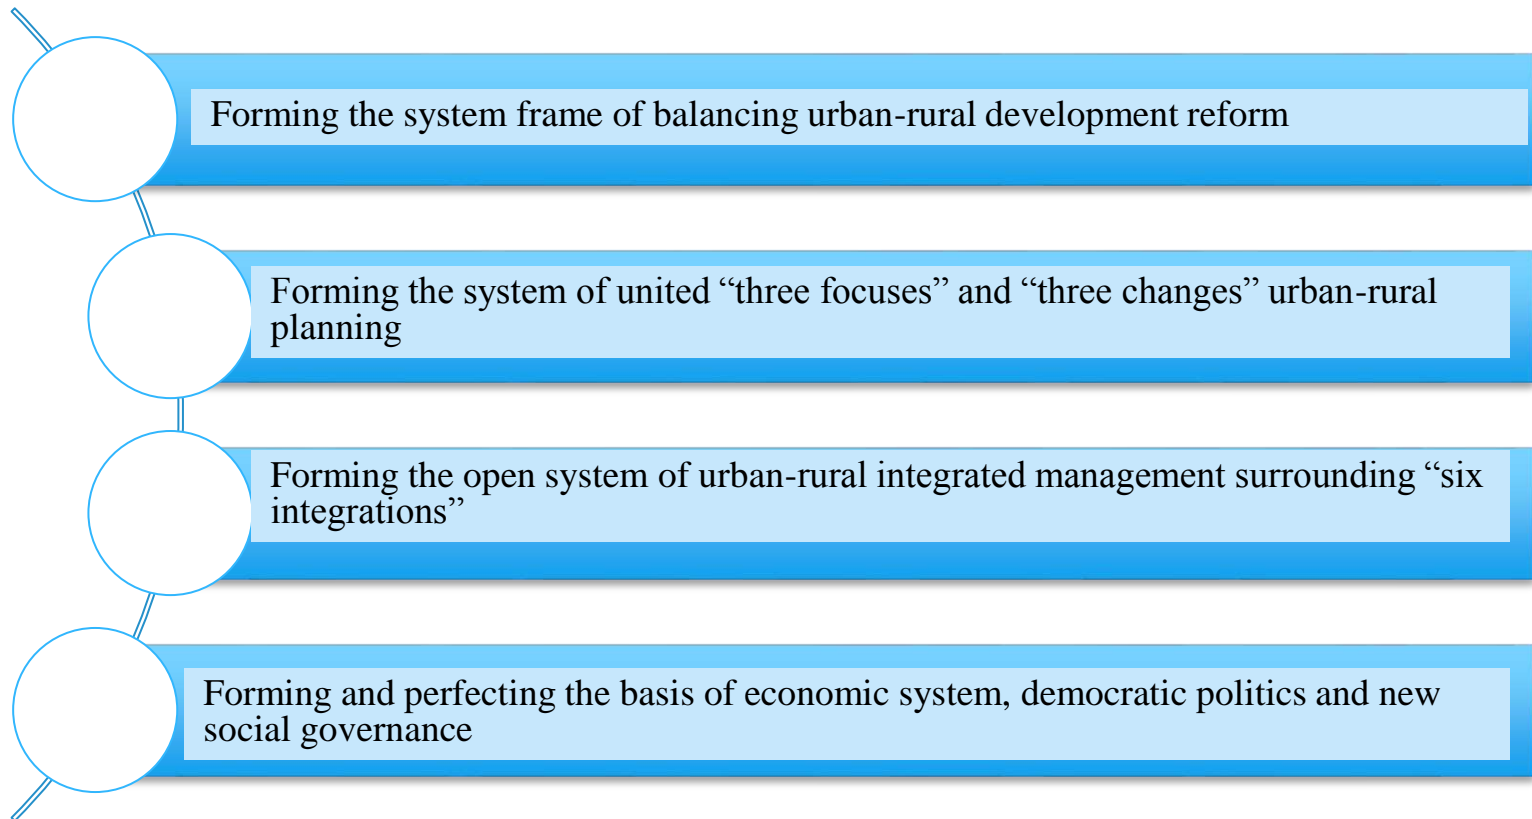 Forming the system frame of balancing urban-rural development reform
Forming the system of united “three focuses” and “three changes” urban-rural
planning
Forming the open system of urban-rural integrated management surrounding “six
integrations”
Forming and perfecting the basis of economic system, democratic politics and new
social governance